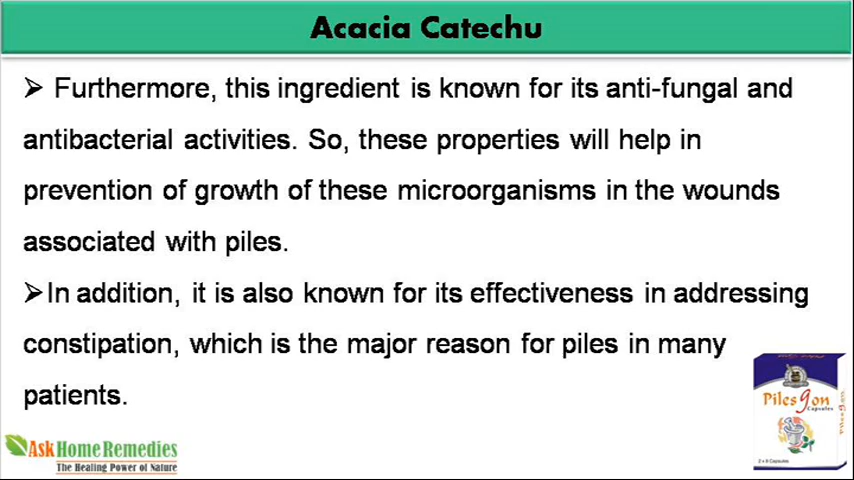 Acacia Catechu
➢ Furthermore, this ingredient is known for its anti-fungal and
antibacterial activities. So, these properties will help in
prevention of growth of these microorganisms in the wounds
associated with piles.
➢In addition, it is also known for its effectiveness in addressing
constipation, which is the major reason for piles in many
patients.
AskHomeRemedies
The Healing Power of Nature
Piles gon
Capsules